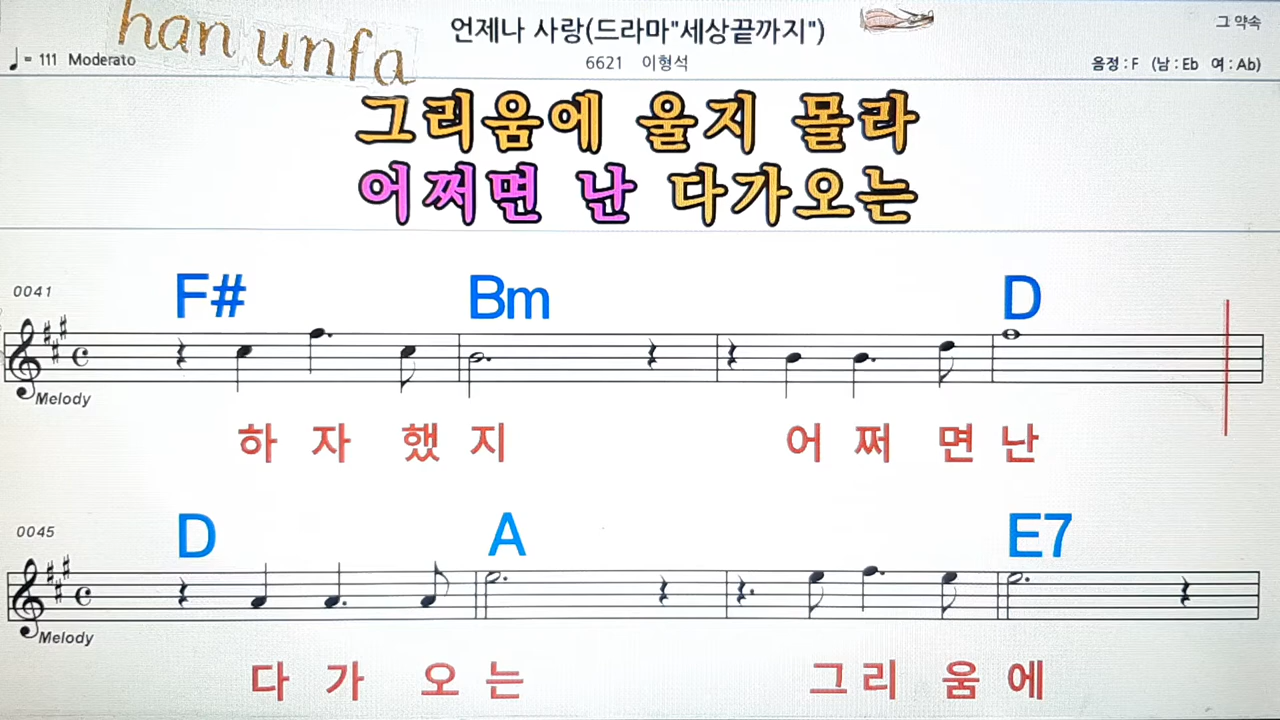 han unfa
언제나 사랑(드라마"세상끝까지")
그 약속
♩= 111 Moderato
6621 이형석
음정 : F (남 : Eb 여 : Ab)
그리움에 울지 몰라
어쩌면 난 다가오는
0041
F# Bm D
Melody
하 자 했 지 어 쩌 면 난
0045
D A E7
Melody
다 가 오 는 그 리 움 에